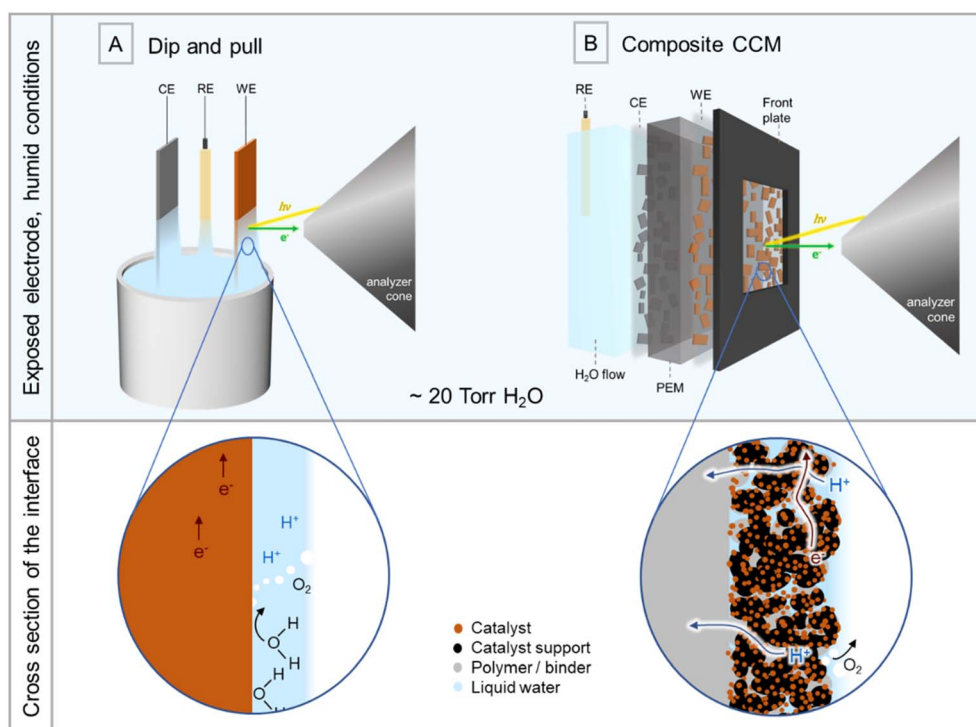 Exposed electrode, humid conditions
A Dip and pull
CE RE WE
hν
e-
analyzer
cone
B Composite CCM
RE
CE
WE
Front
plate
hν
e-
analyzer
cone
H₂O flow
PEM
~ 20 Torr H₂O
Cross section of the interface
e-
e-
H⁺
H⁺
O₂
H
O
H
H
O
H
Catalyst
Catalyst support
Polymer / binder
Liquid water
H⁺
e-
H⁺
O₂